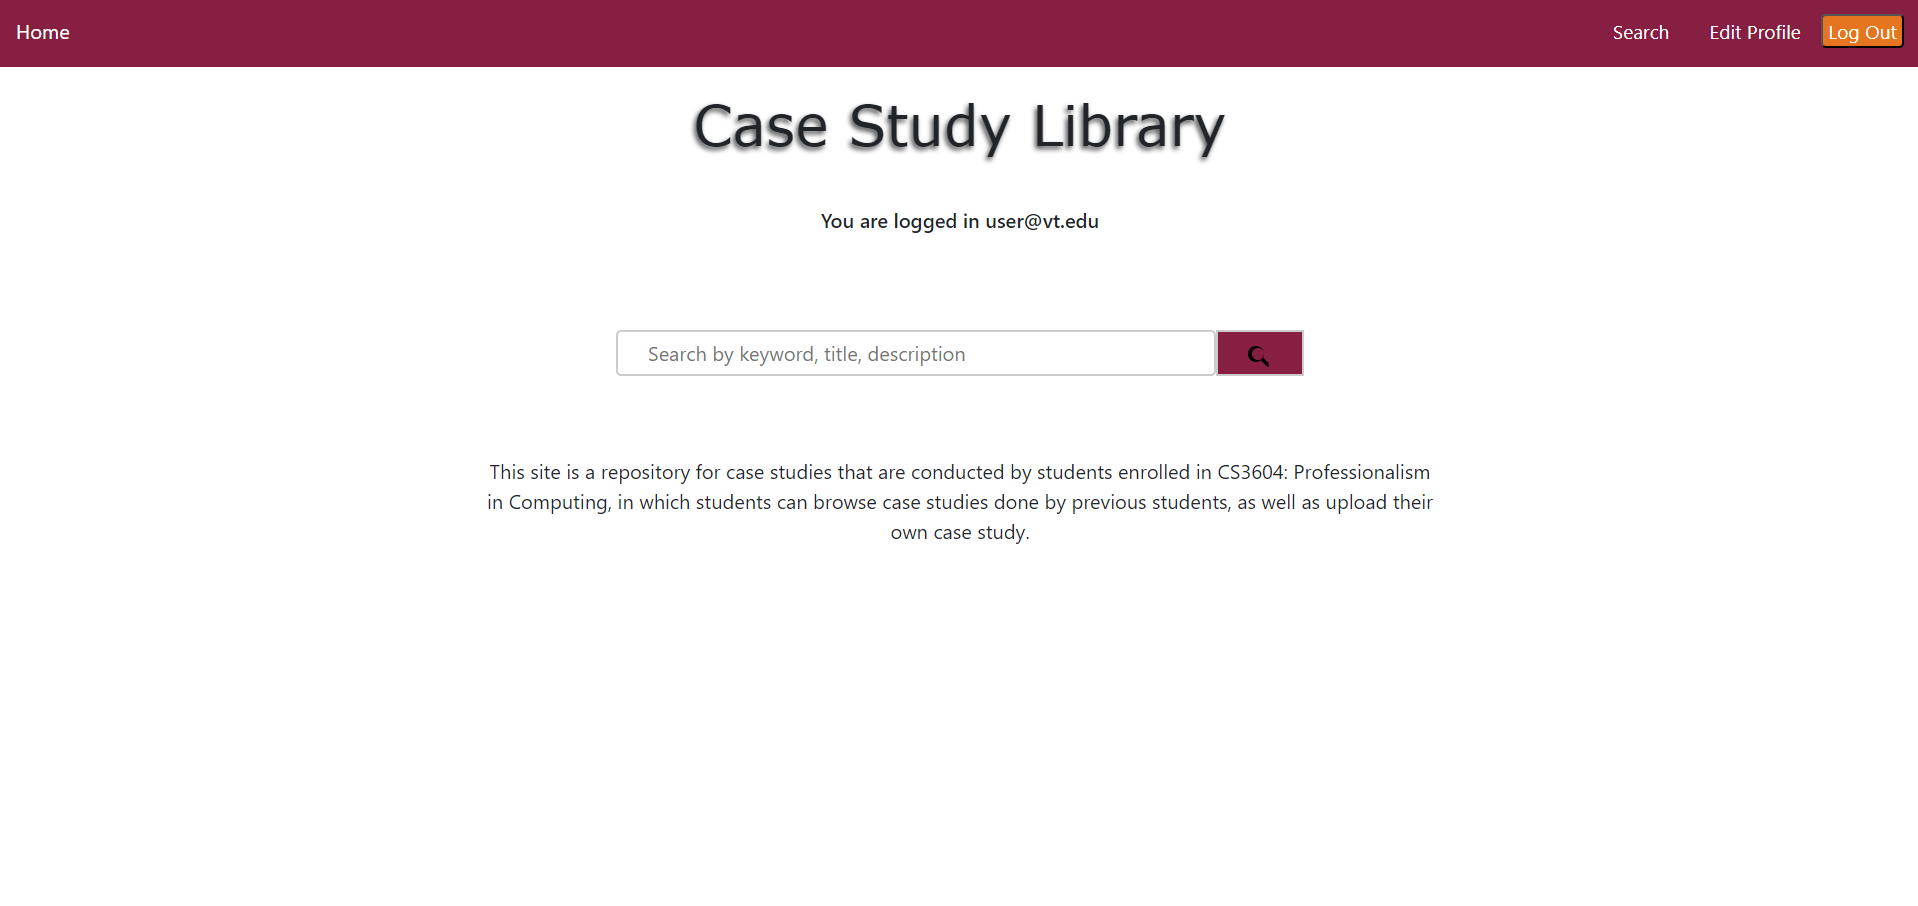 Home Search Edit Profile Log Out
Case Study Library
You are logged in user@vt.edu
Search by keyword, title, description
This site is a repository for case studies that are conducted by students enrolled in CS3604: Professionalism
in Computing, in which students can browse case studies done by previous students, as well as upload their
own case study.